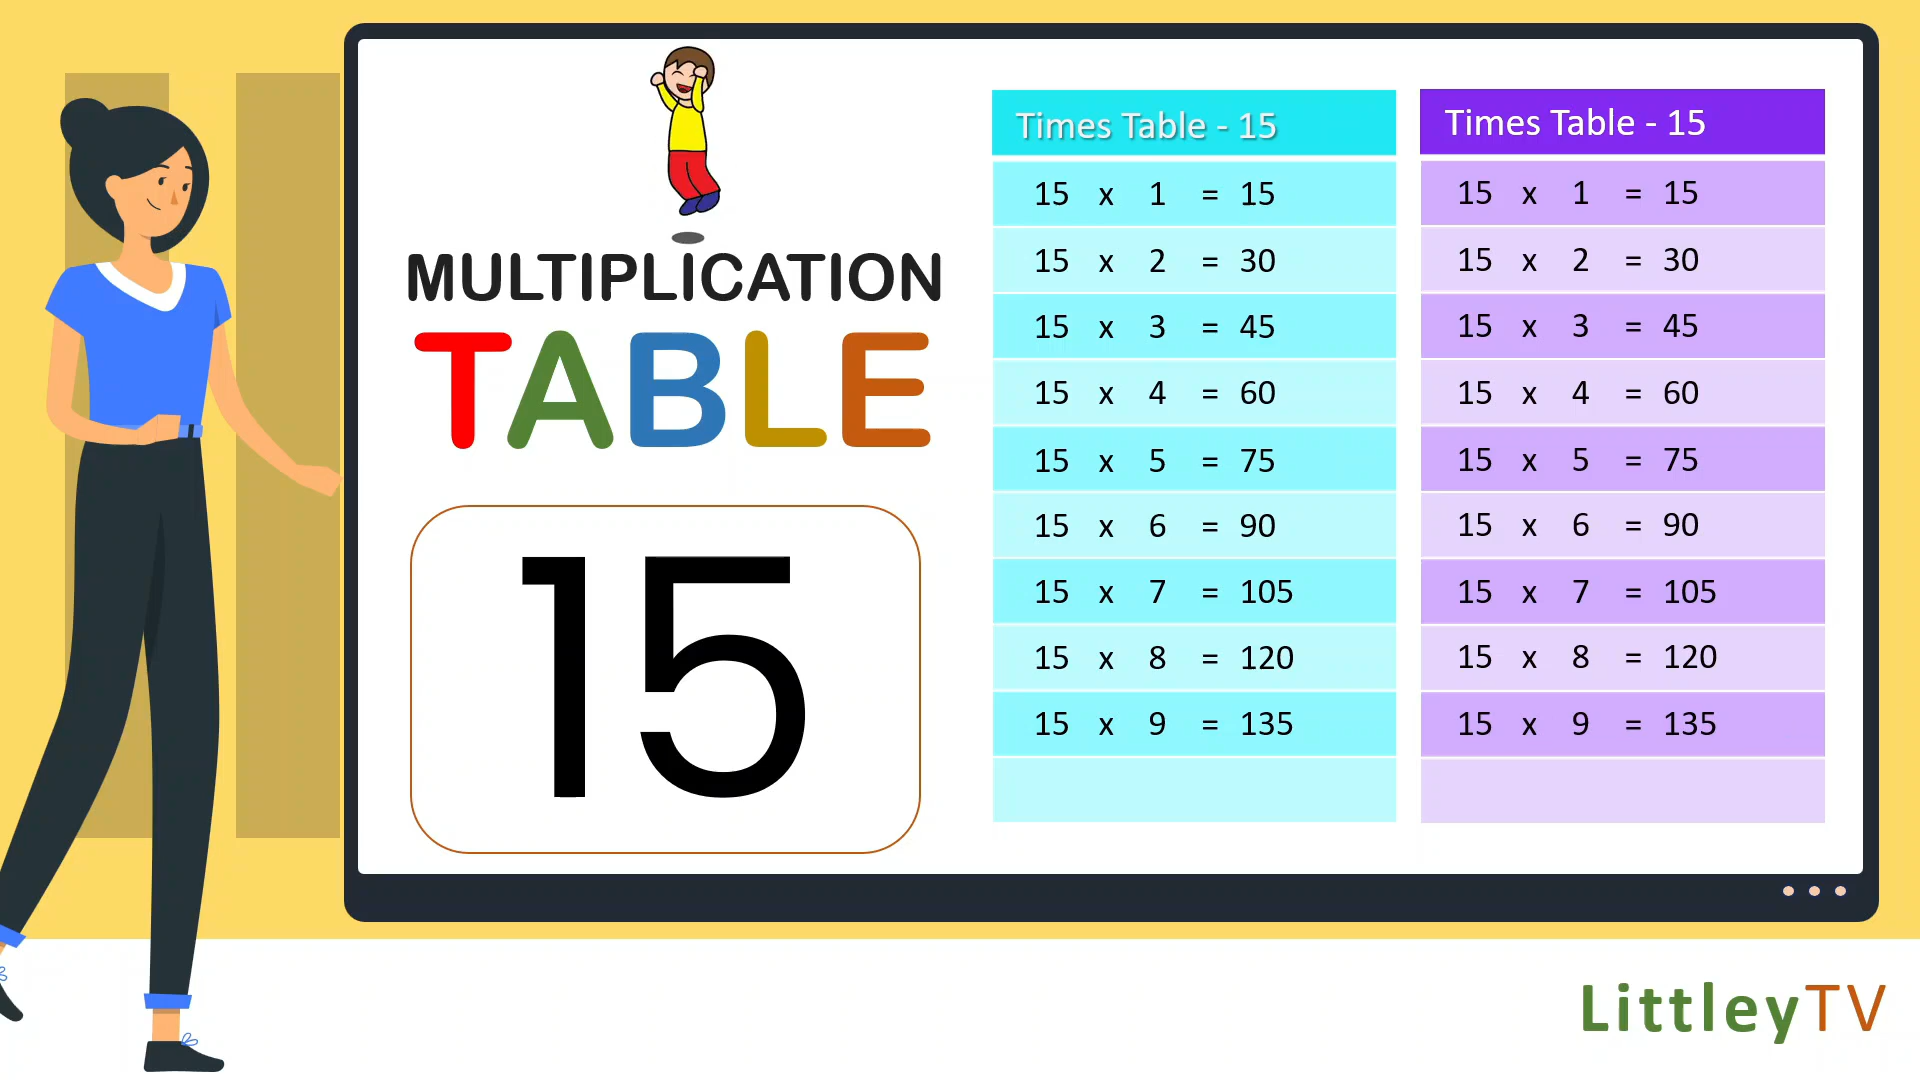 MULTIPLICATION
TABLE
15
Times Table - 15
15 x 1 = 15
15 x 2 = 30
15 x 3 = 45
15 x 4 = 60
15 x 5 = 75
15 x 6 = 90
15 x 7 = 105
15 x 8 = 120
15 x 9 = 135
Times Table - 15
15 x 1 = 15
15 x 2 = 30
15 x 3 = 45
15 x 4 = 60
15 x 5 = 75
15 x 6 = 90
15 x 7 = 105
15 x 8 = 120
15 x 9 = 135
LittleyTV